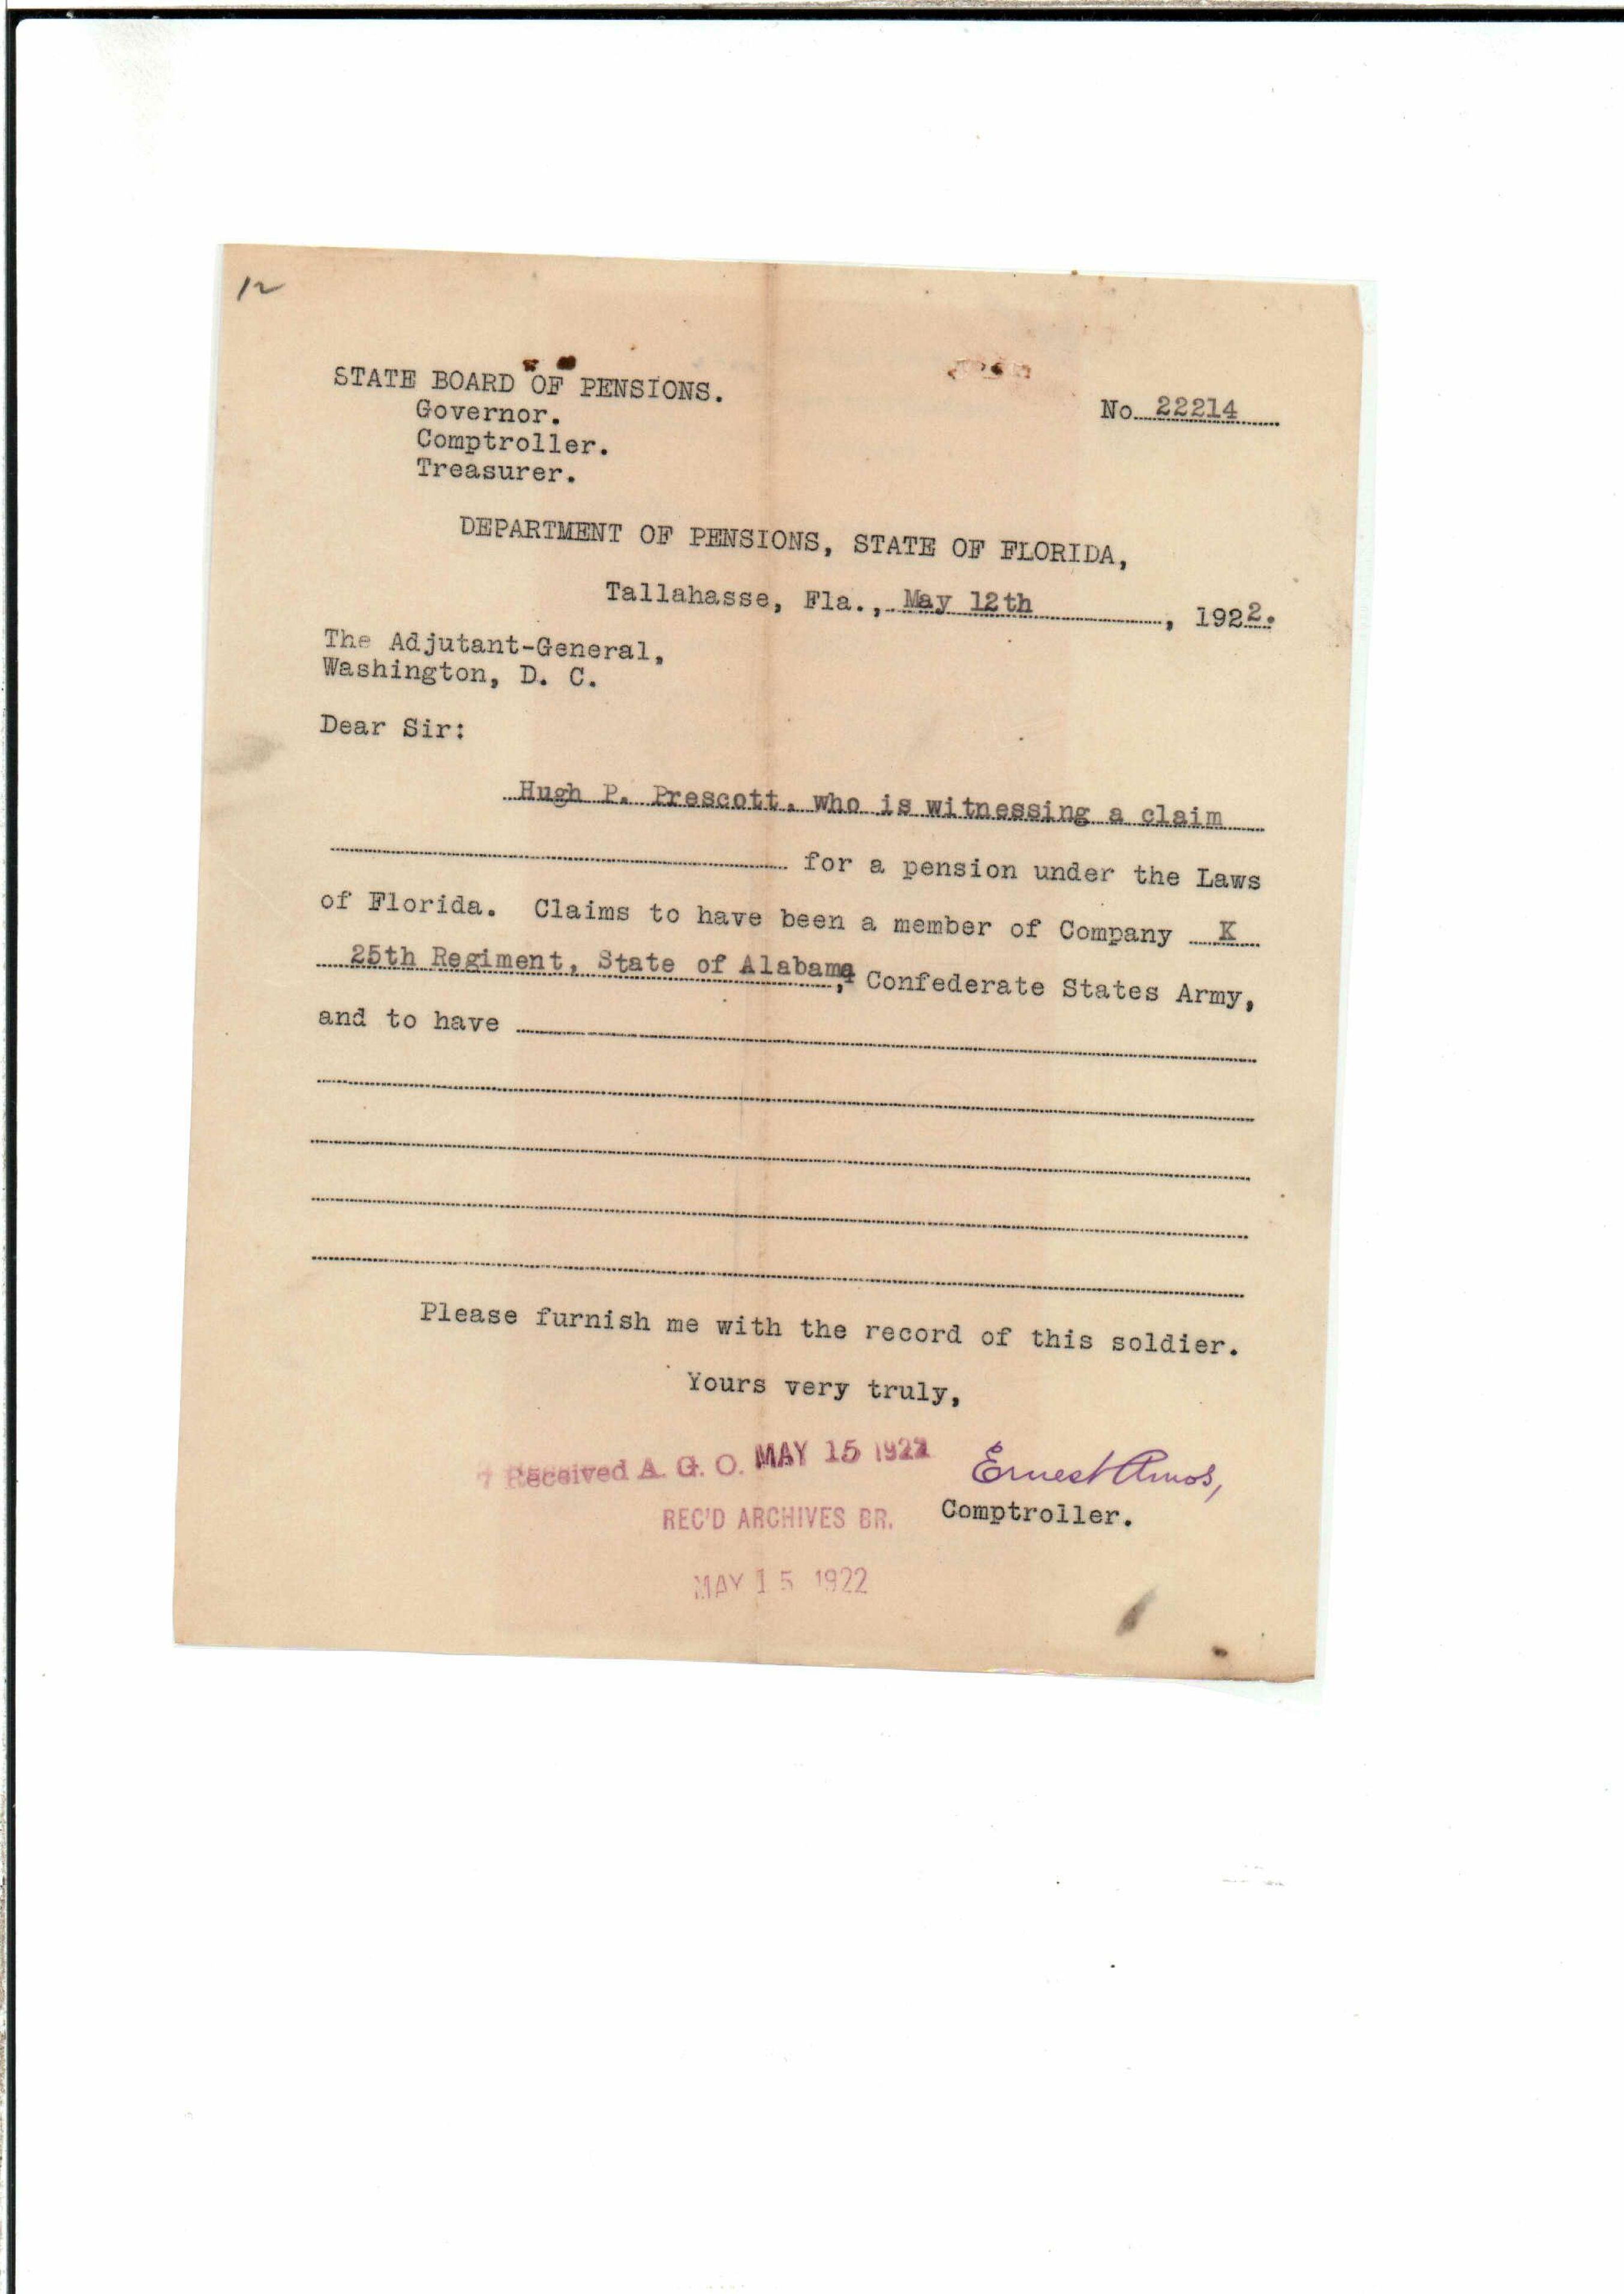 12
STATE BOARD OF PENSIONS.
Governor.
Comptroller.
Treasurer.
No. 22214
DEPARTMENT OF PENSIONS, STATE OF FLORIDA,
Tallahasse, Fla., May 12th, 1922.
The Adjutant-General,
Washington, D. C.
Dear Sir:
Hugh P. Prescott, who is witnessing a claim
for a pension under the Laws
of Florida. Claims to have been a member of Company K
25th Regiment, State of Alabama, Confederate States Army,
and to have
Please furnish me with the record of this soldier.
Yours very truly,
Received A. G. O. MAY 15 1922
Ernest Amos,
REC'D ARCHIVES BR.
Comptroller.
MAY 15 1922